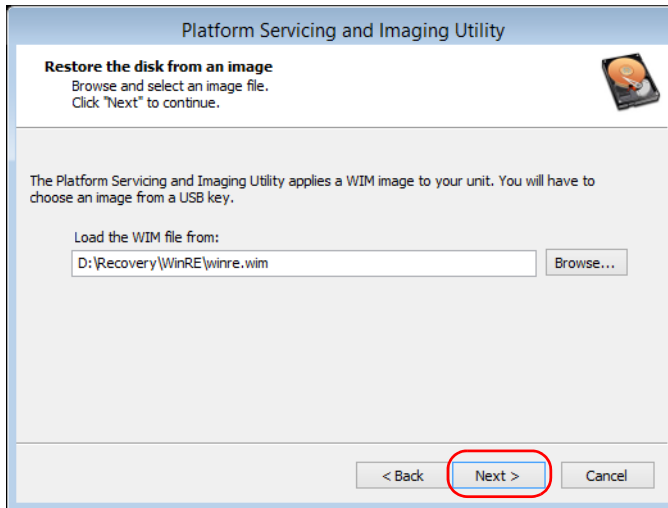 Platform Servicing and Imaging Utility
Restore the disk from an image
Browse and select an image file.
Click "Next" to continue.
The Platform Servicing and Imaging Utility applies a WIM image to your unit. You will have to
choose an image from a USB key.
Load the WIM file from:
D:\Recovery\WinRE\winre.wim
Browse...
< Back
Next >
Cancel